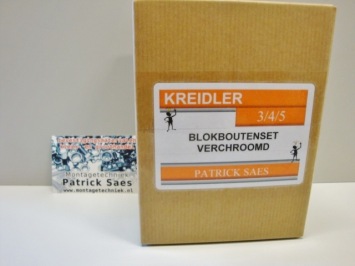 KREIDLER
3/4/5
BLOKBOUTENSET
VERCHROOMD
PATRICK SAES
Montagetechniek
Patrick Saes
www.montagetechniek.nl